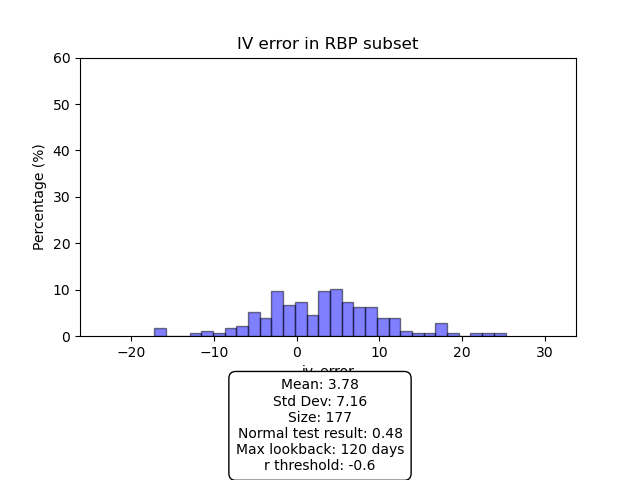 IV error in RBP subset
60
50
40
30
20
10
0
Percentage (%)
−20
−10
0
10
20
30
iv_error
Mean: 3.78
Std Dev: 7.16
Size: 177
Normal test result: 0.48
Max lookback: 120 days
r threshold: -0.6